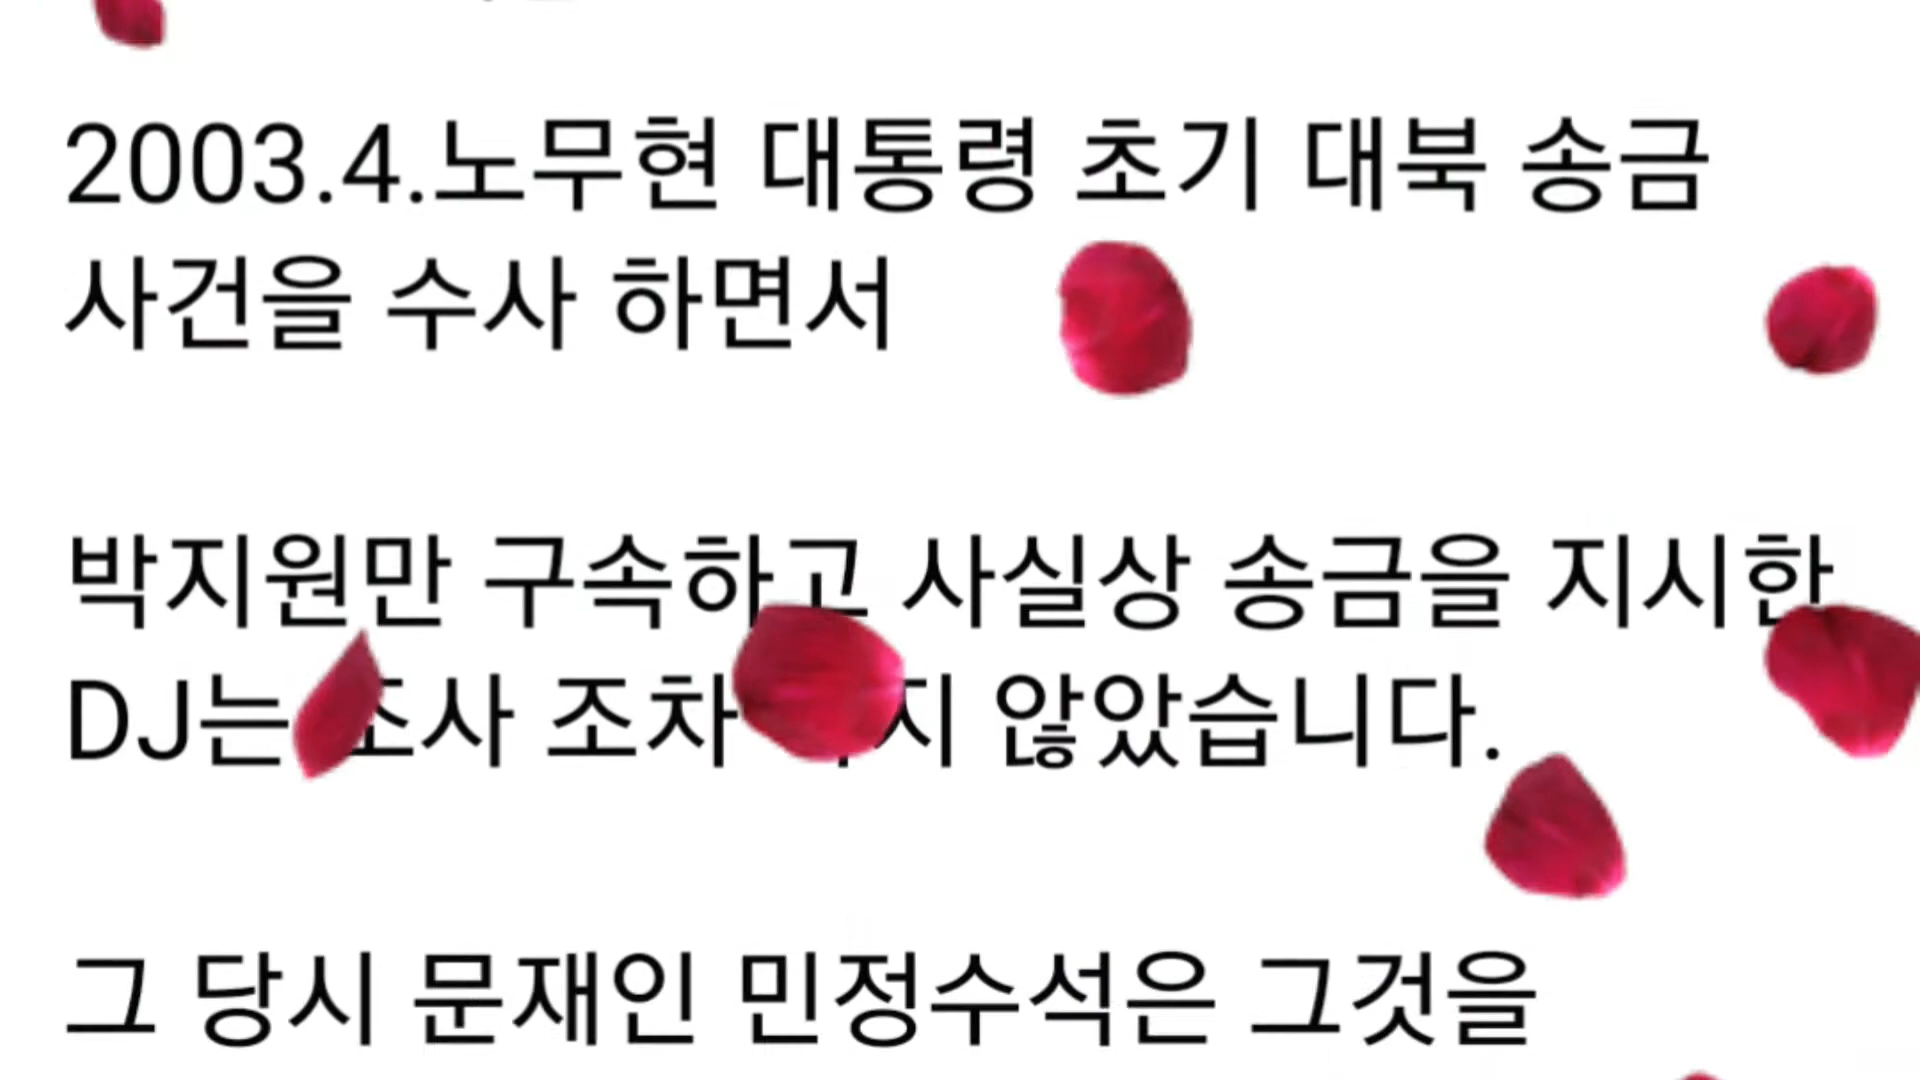 2003.4.노무현 대통령 초기 대북 송금
사건을 수사 하면서
박지원만 구속하고 사실상 송금을 지시한
DJ는 조사 조차 않았습니다.
그 당시 문재인 민정수석은 그것을